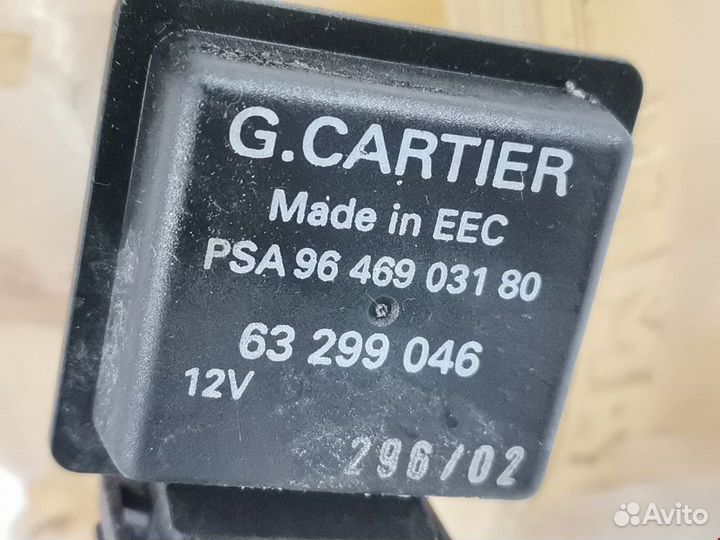 G.CARTIER
Made in EEC
PSA 96 469 031 80
63 299 046
12V
296/02
Avito